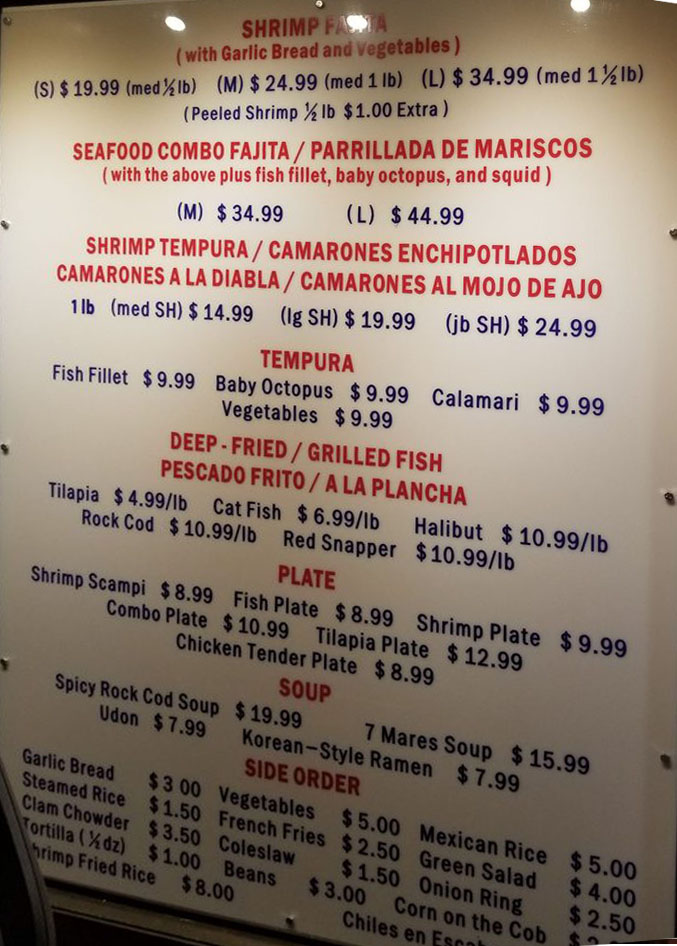 SHRIMP FAJITA
( with Garlic Bread and Vegetables )
(S) $ 19.99 (med ½ lb) (M) $ 24.99 (med 1 lb) (L) $ 34.99 (med 1 ½ lb)
(Peeled Shrimp ½ lb $1.00 Extra )
SEAFOOD COMBO FAJITA / PARRILLADA DE MARISCOS
( with the above plus fish fillet, baby octopus, and squid )
(M) $ 34.99 (L) $ 44.99
SHRIMP TEMPURA / CAMARONES ENCHIPOTLADOS
CAMARONES A LA DIABLA / CAMARONES AL MOJO DE AJO
1 lb (med SH) $ 14.99 (lg SH) $ 19.99 (jb SH) $ 24.99
TEMPURA
Fish Fillet $ 9.99 Baby Octopus $ 9.99 Calamari $ 9.99
Vegetables $ 9.99
DEEP - FRIED / GRILLED FISH
PESCADO FRITO / A LA PLANCHA
Tilapia $ 4.99/lb Cat Fish $ 6.99/lb Halibut $ 10.99/lb
Rock Cod $ 10.99/lb Red Snapper $ 10.99/lb
PLATE
Shrimp Scampi $ 8.99 Fish Plate $ 8.99 Shrimp Plate $ 9.99
Combo Plate $ 10.99 Tilapia Plate $ 12.99
Chicken Tender Plate $ 8.99
SOUP
Spicy Rock Cod Soup $ 19.99 7 Mares Soup $ 15.99
Udon $ 7.99 Korean-Style Ramen $ 7.99
SIDE ORDER
Garlic Bread $ 3 00 Vegetables $ 5.00 Mexican Rice $ 5.00
Steamed Rice $ 1.50 French Fries $ 2.50 Green Salad $ 4.00
Clam Chowder $ 3.50 Coleslaw $ 1.50 Onion Ring $ 2.50
Tortilla ( ½ dz) $ 1.00 Beans $ 3.00 Corn on the Cob
Shrimp Fried Rice $ 8.00 Chiles en